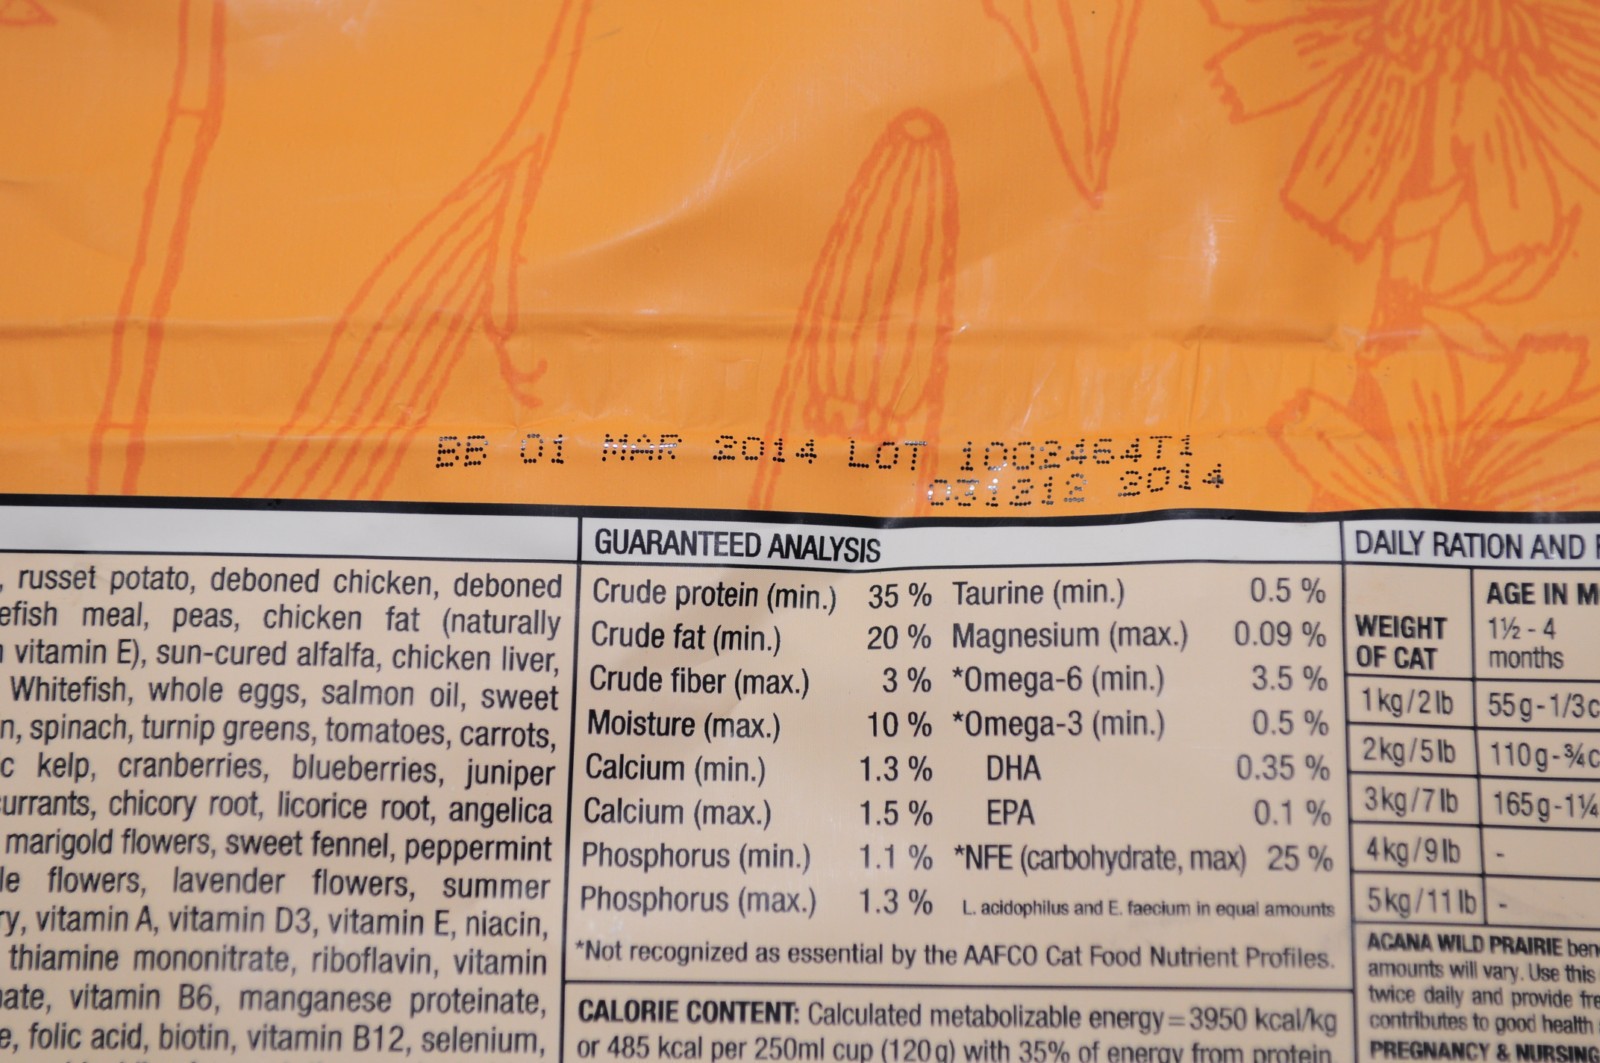 BB 01 MAR 2014 LOT 1002464T1
031212 2014
, russet potato, deboned chicken, deboned
efish meal, peas, chicken fat (naturally
vitamin E), sun-cured alfalfa, chicken liver,
Whitefish, whole eggs, salmon oil, sweet
n, spinach, turnip greens, tomatoes, carrots,
c kelp, cranberries, blueberries, juniper
currants, chicory root, licorice root, angelica
marigold flowers, sweet fennel, peppermint
le flowers, lavender flowers, summer
ry, vitamin A, vitamin D3, vitamin E, niacin,
thiamine mononitrate, riboflavin, vitamin
nate, vitamin B6, manganese proteinate,
e, folic acid, biotin, vitamin B12, selenium,
GUARANTEED ANALYSIS
Crude protein (min.) 35 % Taurine (min.) 0.5 %
Crude fat (min.) 20 % Magnesium (max.) 0.09 %
Crude fiber (max.) 3 % *Omega-6 (min.) 3.5 %
Moisture (max.) 10 % *Omega-3 (min.) 0.5 %
Calcium (min.) 1.3 % DHA 0.35 %
Calcium (max.) 1.5 % EPA 0.1 %
Phosphorus (min.) 1.1 % *NFE (carbohydrate, max) 25 %
Phosphorus (max.) 1.3 % L. acidophilus and E. faecium in equal amounts
*Not recognized as essential by the AAFCO Cat Food Nutrient Profiles.
CALORIE CONTENT: Calculated metabolizable energy=3950 kcal/kg
or 485 kcal per 250ml cup (120g) with 35% of energy from protein,
DAILY RATION AND
AGE IN M
WEIGHT OF CAT
1½ - 4
months
1kg/2lb 55g-1/3c
2kg/5lb 110g-¾c
3kg/7lb 165g-1¼
4kg/9lb -
5kg/11lb -
ACANA WILD PRAIRIE ben
amounts will vary. Use this
twice daily and provide fre
contributes to good health
PREGNANCY & NURSING